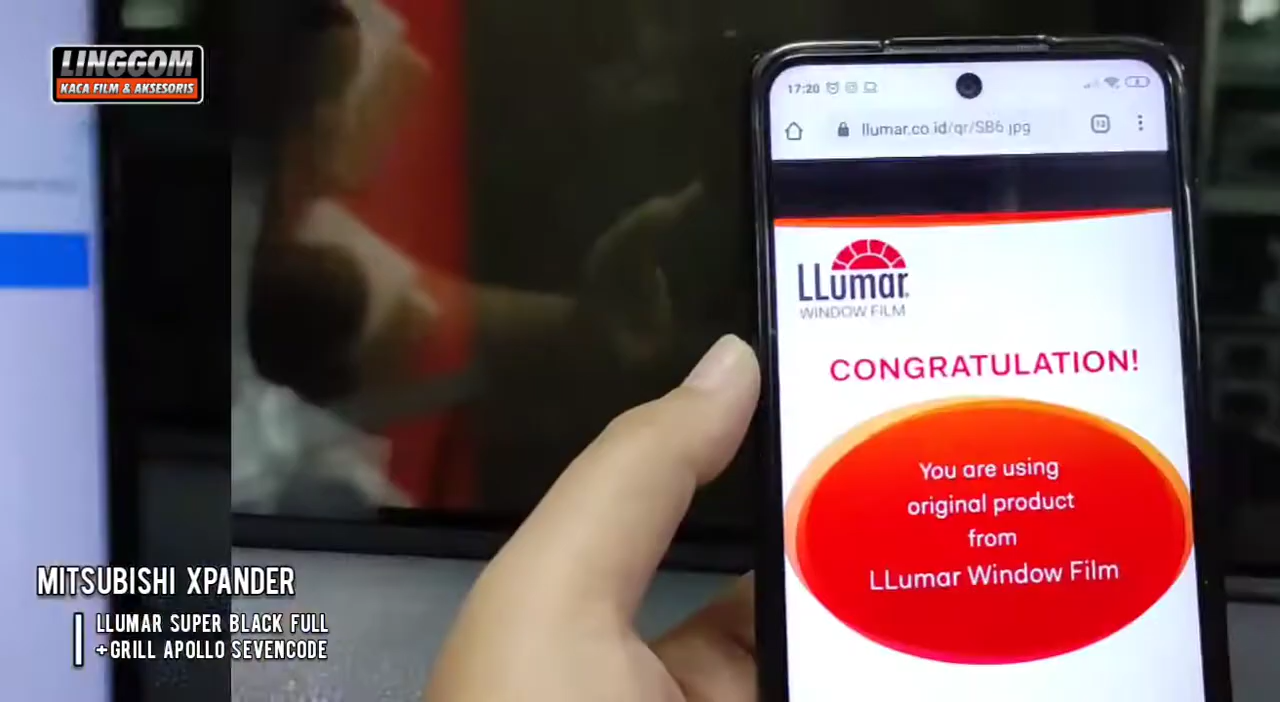 LINGGOM
KACA FILM & AKSESORIS
17:20
llumar.co.id/qr/SB6.jpg
LLumar
WINDOW FILM
CONGRATULATION!
You are using
original product
from
LLumar Window Film
MITSUBISHI XPANDER
LLUMAR SUPER BLACK FULL
+GRILL APOLLO SEVENCODE